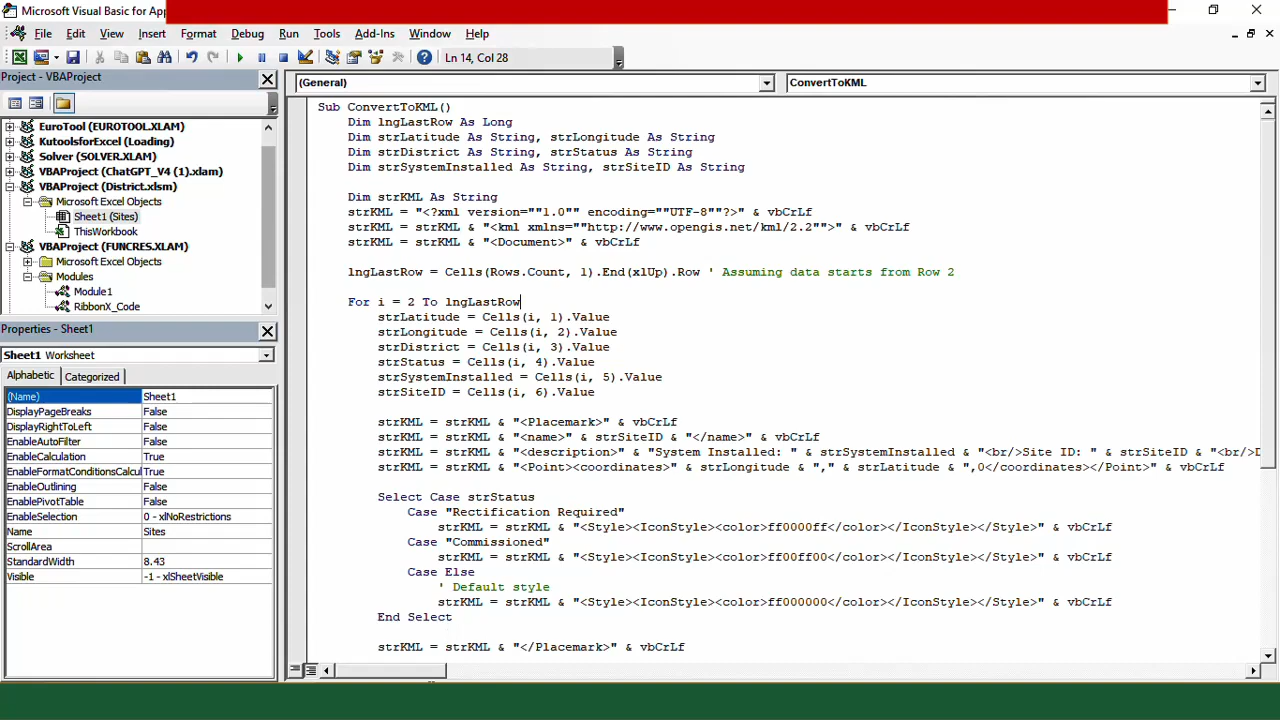 Microsoft Visual Basic for App
File Edit View Insert Format Debug Run Tools Add-Ins Window Help
Ln 14, Col 28
Project - VBAProject
EuroTool (EUROTOOL.XLAM)
KutoolsforExcel (Loading)
Solver (SOLVER.XLAM)
VBAProject (ChatGPT_V4 (1).xlam)
VBAProject (District.xlsm)
Microsoft Excel Objects
Sheet1 (Sites)
ThisWorkbook
VBAProject (FUNCRES.XLAM)
Microsoft Excel Objects
Modules
Module1
RibbonX_Code
Properties - Sheet1
Sheet1 Worksheet
Alphabetic Categorized
(Name) Sheet1
DisplayPageBreaks False
DisplayRightToLeft False
EnableAutoFilter False
EnableCalculation True
EnableFormatConditionsCalcul True
EnableOutlining False
EnablePivotTable False
EnableSelection 0 - xlNoRestrictions
Name Sites
ScrollArea
StandardWidth 8.43
Visible -1 - xlSheetVisible
(General) ConvertToKML
Sub ConvertToKML()
Dim lngLastRow As Long
Dim strLatitude As String, strLongitude As String
Dim strDistrict As String, strStatus As String
Dim strSystemInstalled As String, strSiteID As String
Dim strKML As String
strKML = "<?xml version=""1.0"" encoding=""UTF-8""?>" & vbCrLf
strKML = strKML & "<kml xmlns=""http://www.opengis.net/kml/2.2"">" & vbCrLf
strKML = strKML & "<Document>" & vbCrLf
lngLastRow = Cells(Rows.Count, 1).End(xlUp).Row ' Assuming data starts from Row 2
For i = 2 To lngLastRow
strLatitude = Cells(i, 1).Value
strLongitude = Cells(i, 2).Value
strDistrict = Cells(i, 3).Value
strStatus = Cells(i, 4).Value
strSystemInstalled = Cells(i, 5).Value
strSiteID = Cells(i, 6).Value
strKML = strKML & "<Placemark>" & vbCrLf
strKML = strKML & "<name>" & strSiteID & "</name>" & vbCrLf
strKML = strKML & "<description>" & "System Installed: " & strSystemInstalled & "<br/>Site ID: " & strSiteID & "<br/>D
strKML = strKML & "<Point><coordinates>" & strLongitude & "," & strLatitude & ",0</coordinates></Point>" & vbCrLf
Select Case strStatus
Case "Rectification Required"
strKML = strKML & "<Style><IconStyle><color>ff0000ff</color></IconStyle></Style>" & vbCrLf
Case "Commissioned"
strKML = strKML & "<Style><IconStyle><color>ff00ff00</color></IconStyle></Style>" & vbCrLf
Case Else
' Default style
strKML = strKML & "<Style><IconStyle><color>ff000000</color></IconStyle></Style>" & vbCrLf
End Select
strKML = strKML & "</Placemark>" & vbCrLf